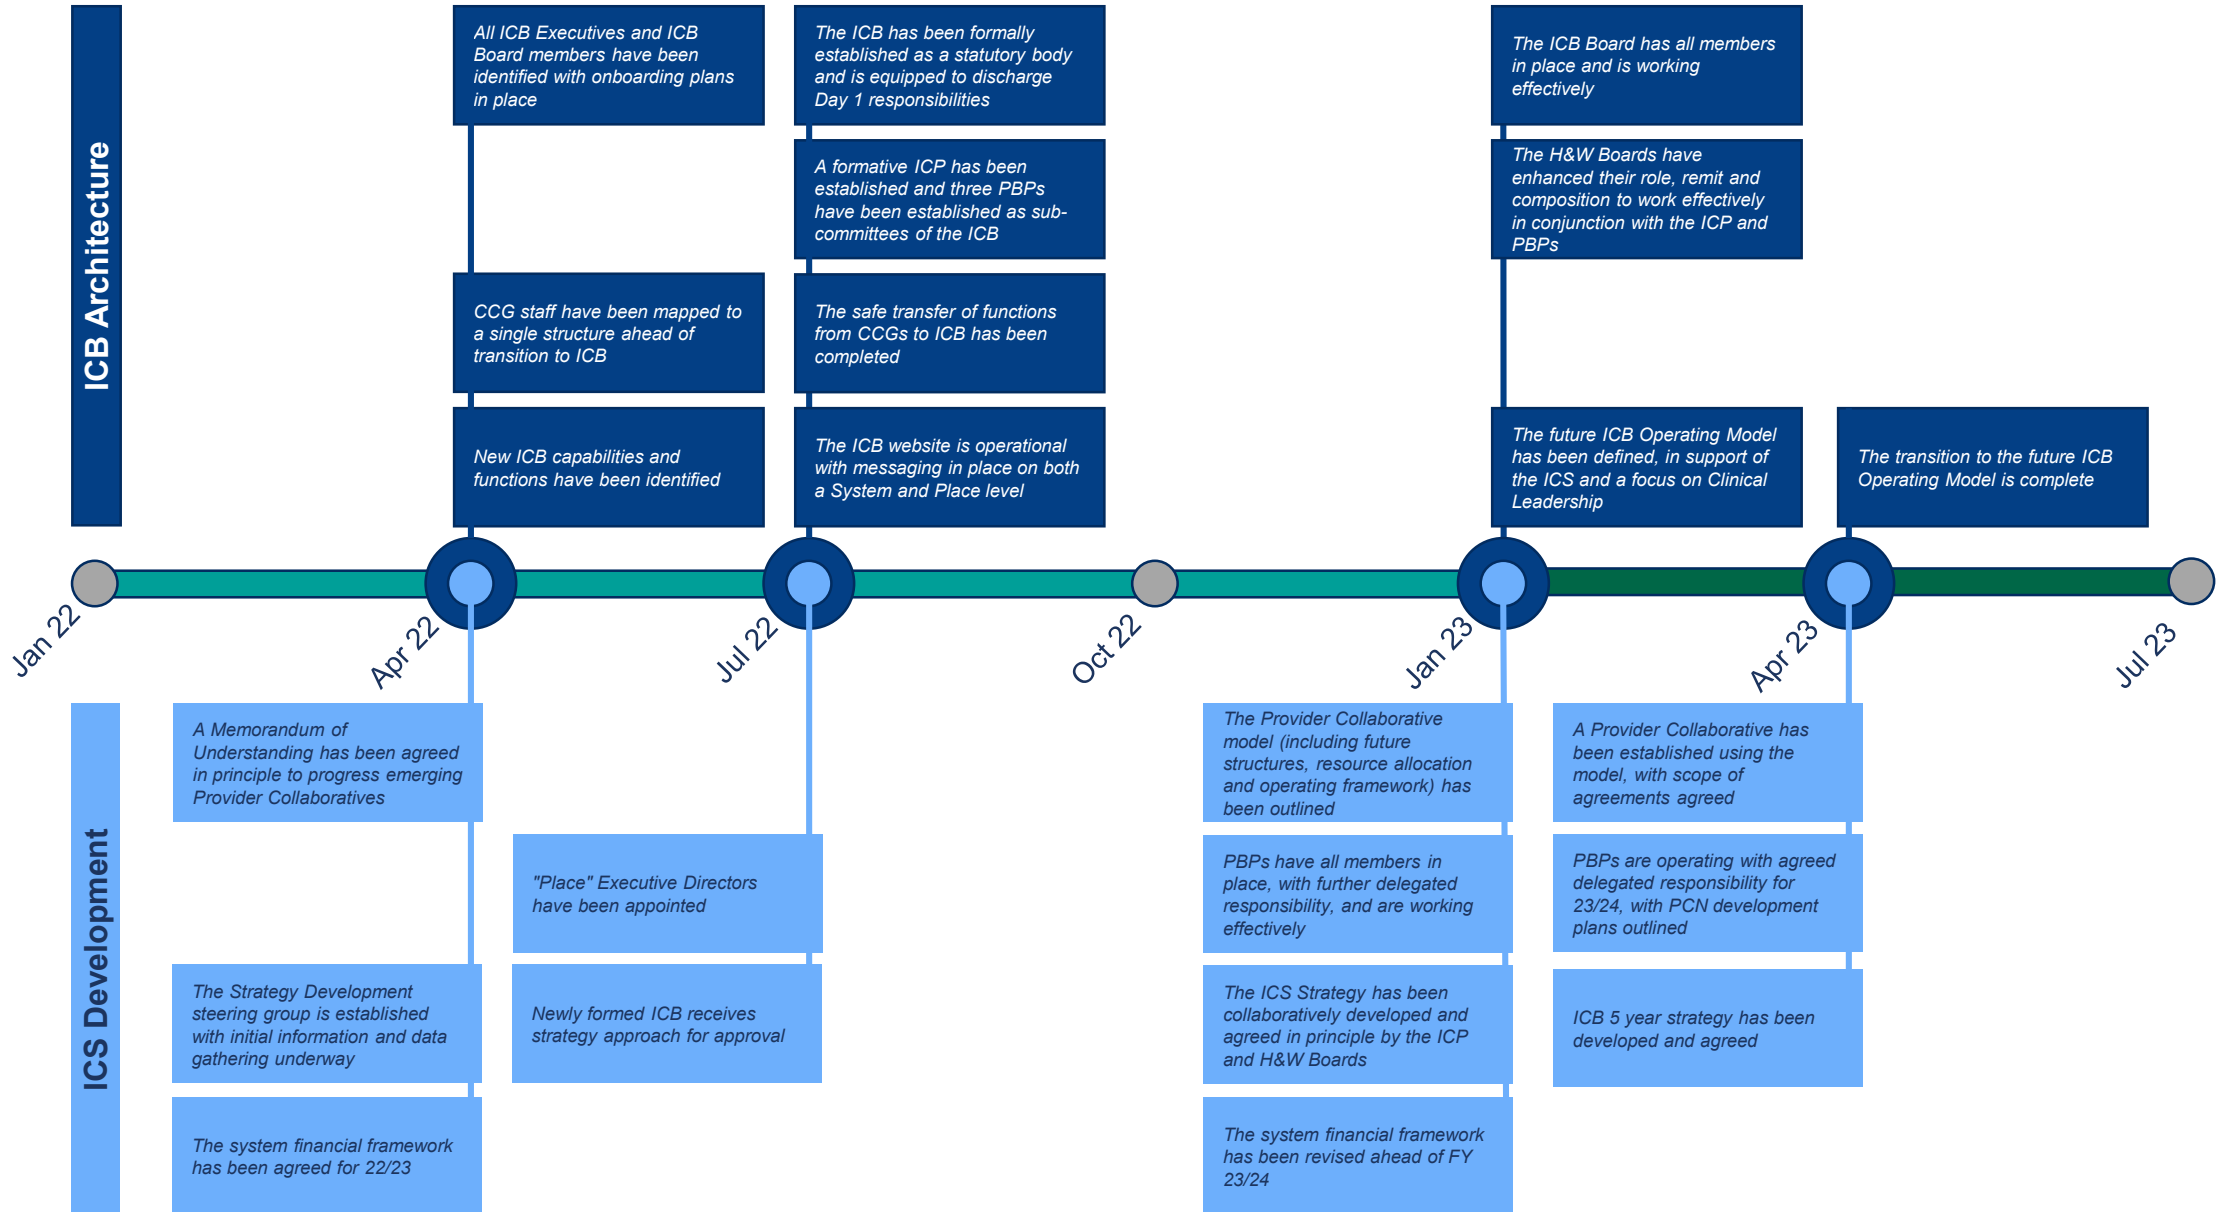 ICB Architecture
All ICB Executives and ICB
Board members have been
identified with onboarding plans
in place
CCG staff have been mapped to
a single structure ahead of
transition to ICB
New ICB capabilities and
functions have been identified
The ICB has been formally
established as a statutory body
and is equipped to discharge
Day 1 responsibilities
A formative ICP has been
established and three PBPs
have been established as sub-
committees of the ICB
The safe transfer of functions
from CCGs to ICB has been
completed
The ICB website is operational
with messaging in place on both
a System and Place level
The ICB Board has all members
in place and is working
effectively
The H&W Boards have
enhanced their role, remit and
composition to work effectively
in conjunction with the ICP and
PBPs
The future ICB Operating Model
has been defined, in support of
the ICS and a focus on Clinical
Leadership
The transition to the future ICB
Operating Model is complete
Jan 22
Apr 22
Jul 22
Oct 22
Jan 23
Apr 23
Jul 23
ICS Development
A Memorandum of
Understanding has been agreed
in principle to progress emerging
Provider Collaboratives
The Strategy Development
steering group is established
with initial information and data
gathering underway
The system financial framework
has been agreed for 22/23
"Place" Executive Directors
have been appointed
Newly formed ICB receives
strategy approach for approval
The Provider Collaborative
model (including future
structures, resource allocation
and operating framework) has
been outlined
PBPs have all members in
place, with further delegated
responsibility, and are working
effectively
The ICS Strategy has been
collaboratively developed and
agreed in principle by the ICP
and H&W Boards
The system financial framework
has been revised ahead of FY
23/24
A Provider Collaborative has
been established using the
model, with scope of
agreements agreed
PBPs are operating with agreed
delegated responsibility for
23/24, with PCN development
plans outlined
ICB 5 year strategy has been
developed and agreed